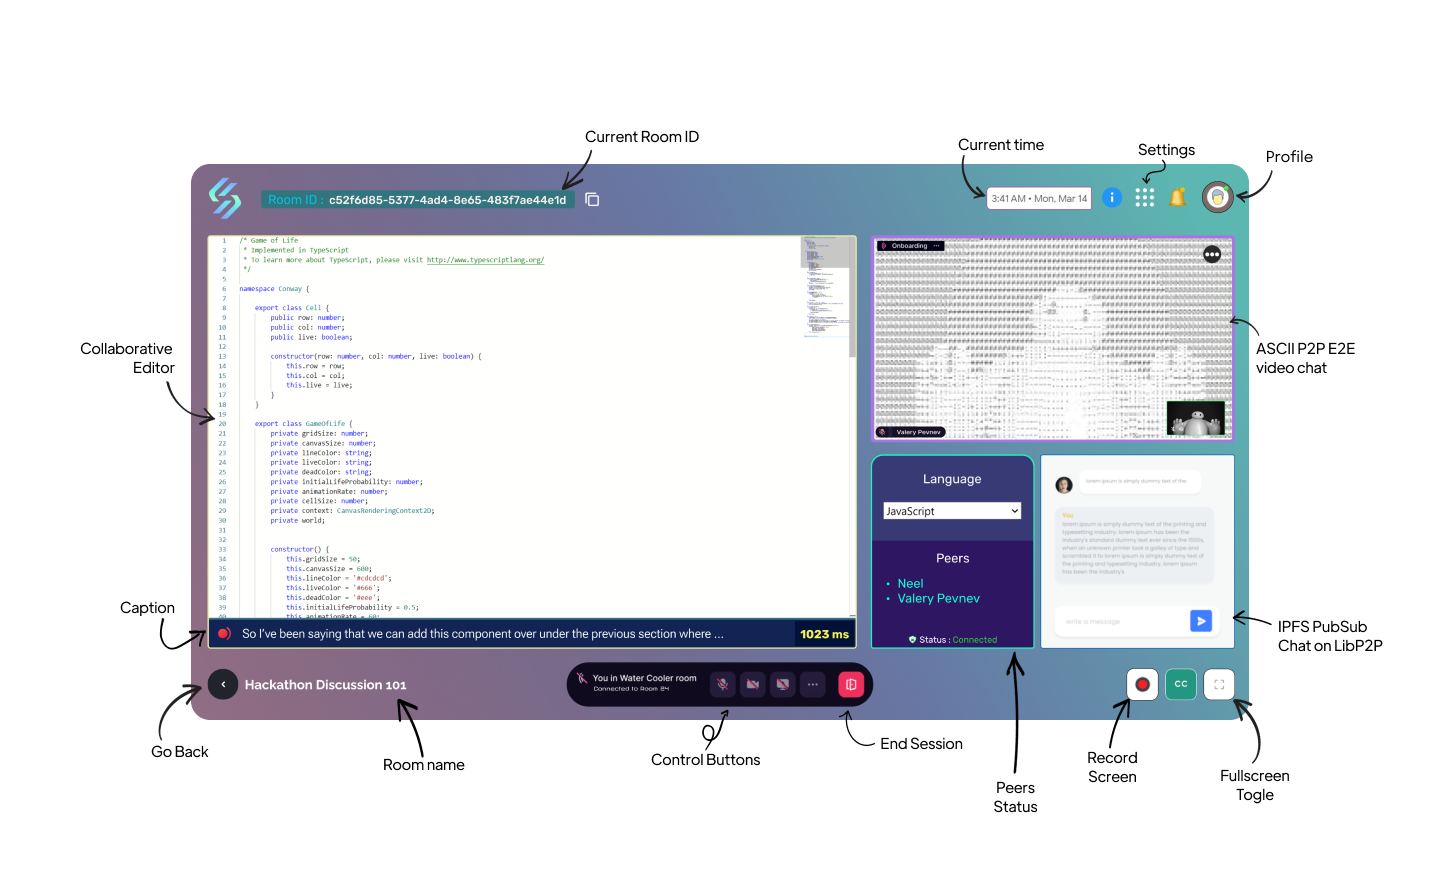 Current Room ID
Current time
Settings
Profile
Room ID : c52f6d85-5377-4ad4-8e65-483f7ae44e1d
3:41 AM • Mon, Mar 14
Collaborative
Editor
1 /* Game of Life
2 * Implemented in TypeScript
3 * To learn more about TypeScript, please visit http://www.typescriptlang.org/
4 */
5
6 namespace Conway {
7
8 export class Cell {
9 public row: number;
10 public col: number;
11 public live: boolean;
12
13 constructor(row: number, col: number, live: boolean) {
14 this.row = row;
15 this.col = col;
16 this.live = live;
17 }
18 }
19
20 export class GameOfLife {
21 private gridSize: number;
22 private canvasSize: number;
23 private lineColor: string;
24 private liveColor: string;
25 private deadColor: string;
26 private initialLifeProbability: number;
27 private animationRate: number;
28 private cellSize: number;
29 private context: CanvasRenderingContext2D;
30 private world;
31
32
33 constructor() {
34 this.gridSize = 50;
35 this.canvasSize = 600;
36 this.lineColor = '#cdcdcd';
37 this.liveColor = '#666';
38 this.deadColor = '#eee';
39 this.initialLifeProbability = 0.5;
40 this.animationRate = 60;
Onboarding ...
Valery Pevnev
ASCII P2P E2E
video chat
Language
JavaScript
Peers
• Neel
• Valery Pevnev
Status : Connected
lorem ipsum is simply dummy text of the
You
lorem ipsum is simply dummy text of the printing and
typesetting industry. lorem ipsum has been the
industry's standard dummy text ever since the 1500s,
when an unknown printer took a galley of type and
scrambled it to lorem ipsum is simply dummy text of
the printing and typesetting industry. lorem ipsum
has been the industry's.
write a message
IPFS PubSub
Chat on LibP2P
Caption
So I've been saying that we can add this component over under the previous section where ...
1023 ms
Hackathon Discussion 101
You in Water Cooler room
Connected to Room 24
CC
Go Back
Room name
Control Buttons
End Session
Peers
Status
Record
Screen
Fullscreen
Togle